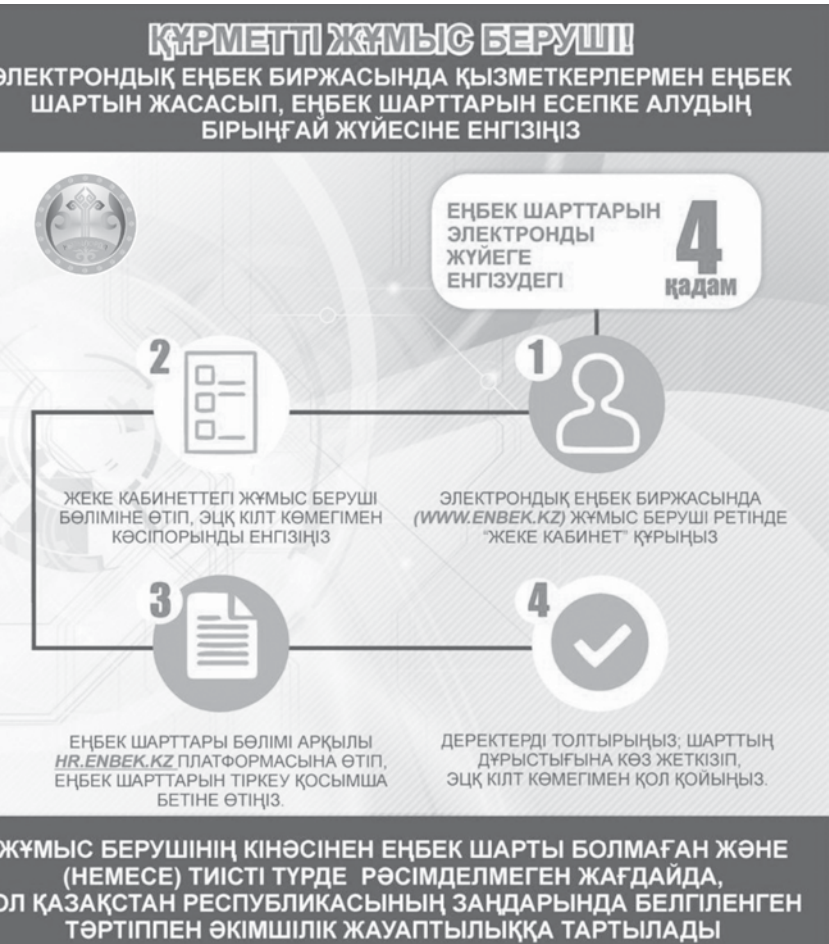 ҚҰРМЕТТІ ЖҰМЫС БЕРУШІ!
ЭЛЕКТРОНДЫҚ ЕҢБЕК БИРЖАСЫНДА ҚЫЗМЕТКЕРЛЕРМЕН ЕҢБЕК
ШАРТЫН ЖАСАСЫП, ЕҢБЕК ШАРТТАРЫН ЕСЕПКЕ АЛУДЫҢ
БІРЫҢҒАЙ ЖҮЙЕСІНЕ ЕНГІЗІҢІЗ
ЕҢБЕК ШАРТТАРЫН
ЭЛЕКТРОНДЫ
ЖҮЙЕГЕ
ЕНГІЗУДЕГІ
4
қадам
1
ЭЛЕКТРОНДЫҚ ЕҢБЕК БИРЖАСЫНДА
(WWW.ENBEK.KZ) ЖҰМЫС БЕРУШІ РЕТІНДЕ
"ЖЕКЕ КАБИНЕТ" ҚҰРЫҢЫЗ
2
ЖЕКЕ КАБИНЕТТЕГІ ЖҰМЫС БЕРУШІ
БӨЛІМІНЕ ӨТІП, ЭЦҚ КІЛТ КӨМЕГІМЕН
КӘСІПОРЫНДЫ ЕНГІЗІҢІЗ
3
ЕҢБЕК ШАРТТАРЫ БӨЛІМІ АРҚЫЛЫ
HR.ENBEK.KZ ПЛАТФОРМАСЫНА ӨТІП,
ЕҢБЕК ШАРТТАРЫН ТІРКЕУ ҚОСЫМША
БЕТІНЕ ӨТІҢІЗ.
4
ДЕРЕКТЕРДІ ТОЛТЫРЫҢЫЗ; ШАРТТЫҢ
ДҰРЫСТЫҒЫНА КӨЗ ЖЕТКІЗІП,
ЭЦҚ КІЛТ КӨМЕГІМЕН ҚОЛ ҚОЙЫҢЫЗ.
ЖҰМЫС БЕРУШІНІҢ КІНӘСІНЕН ЕҢБЕК ШАРТЫ БОЛМАҒАН ЖӘНЕ
(НЕМЕСЕ) ТИІСТІ ТҮРДЕ РӘСІМДЕЛМЕГЕН ЖАҒДАЙДА,
ОЛ ҚАЗАҚСТАН РЕСПУБЛИКАСЫНЫҢ ЗАҢДАРЫНДА БЕЛГІЛЕНГЕН
ТӘРТІППЕН ӘКІМШІЛІК ЖАУАПТЫЛЫҚҚА ТАРТЫЛАДЫ